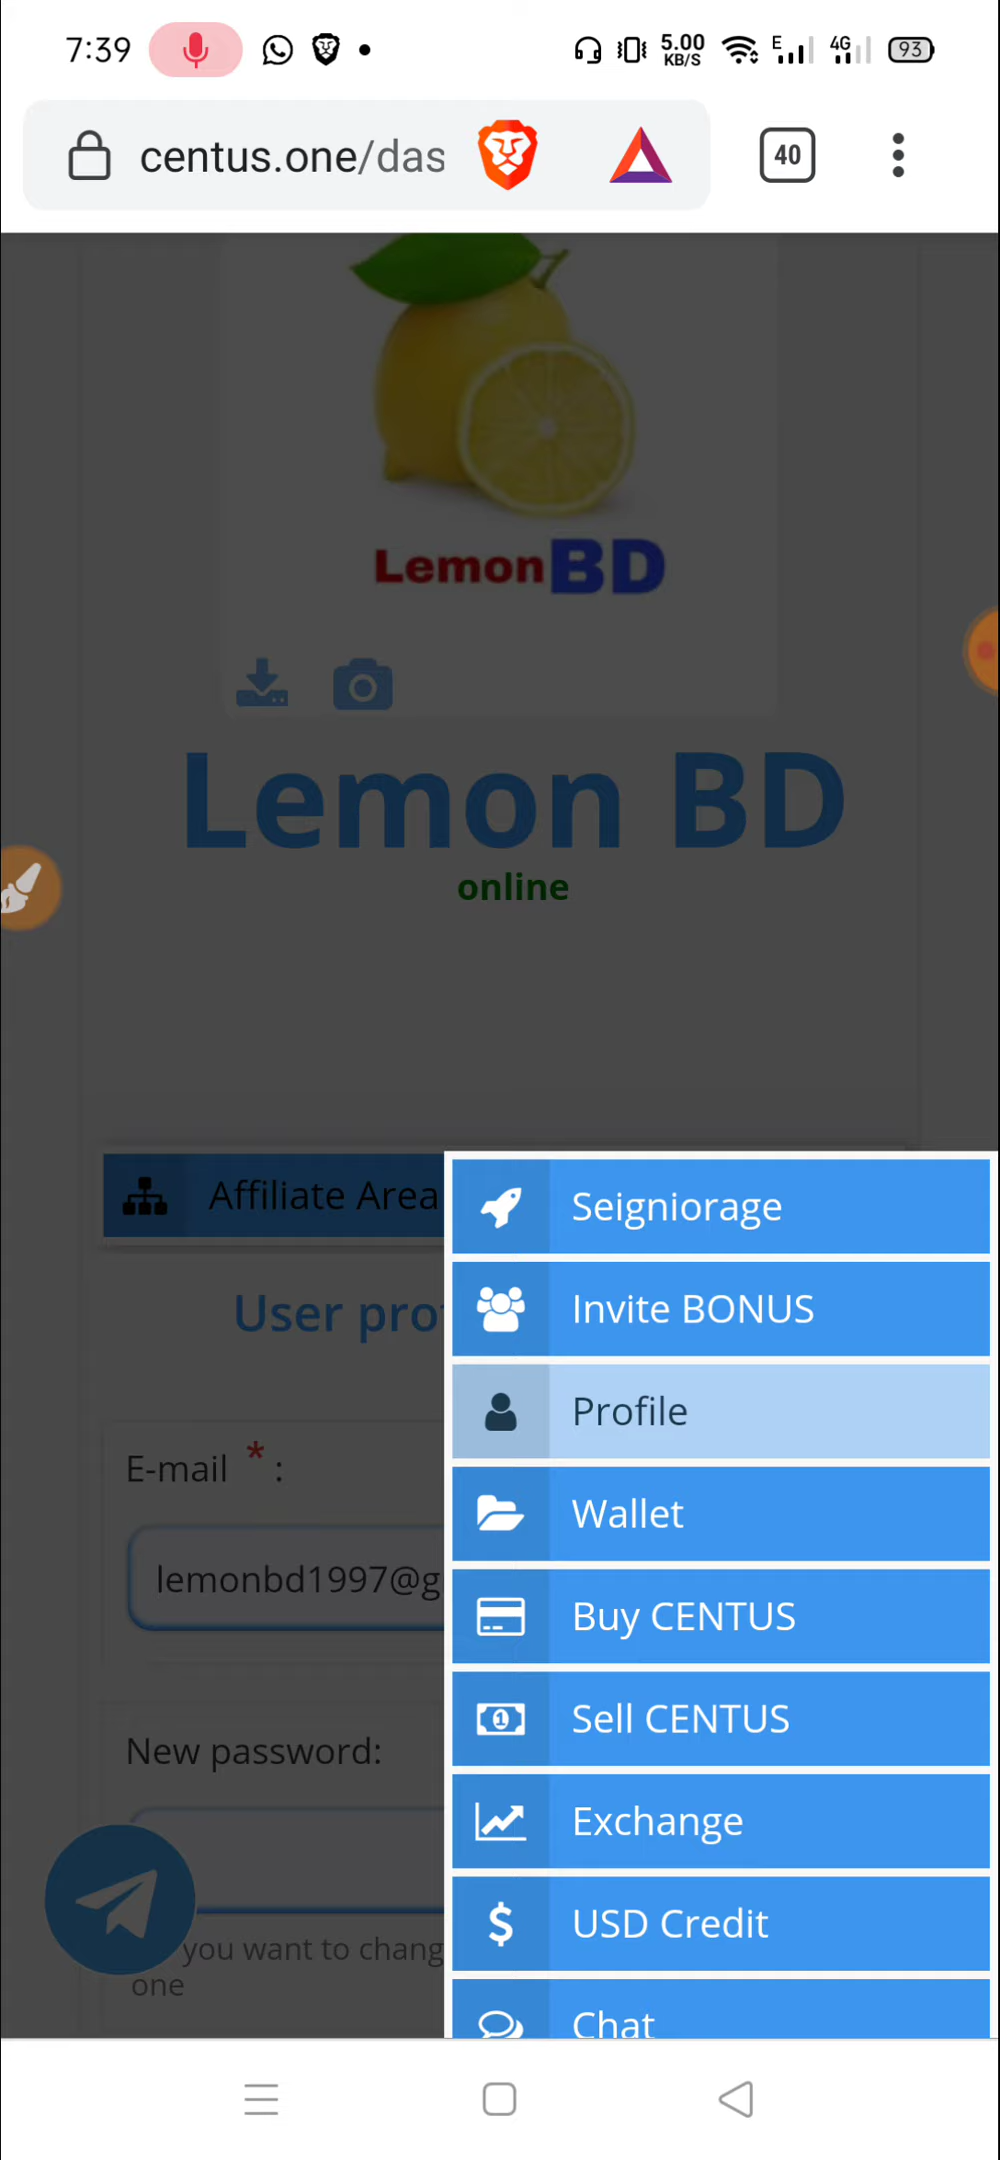 7:39
5.00
KB/S
E
4G
93
centus.one/das
40
LemonBD
Lemon BD
online
Affiliate Area
User pro
E-mail * :
lemonbd1997@g
New password:
you want to chang
one
Seigniorage
Invite BONUS
Profile
Wallet
Buy CENTUS
Sell CENTUS
Exchange
USD Credit
Chat